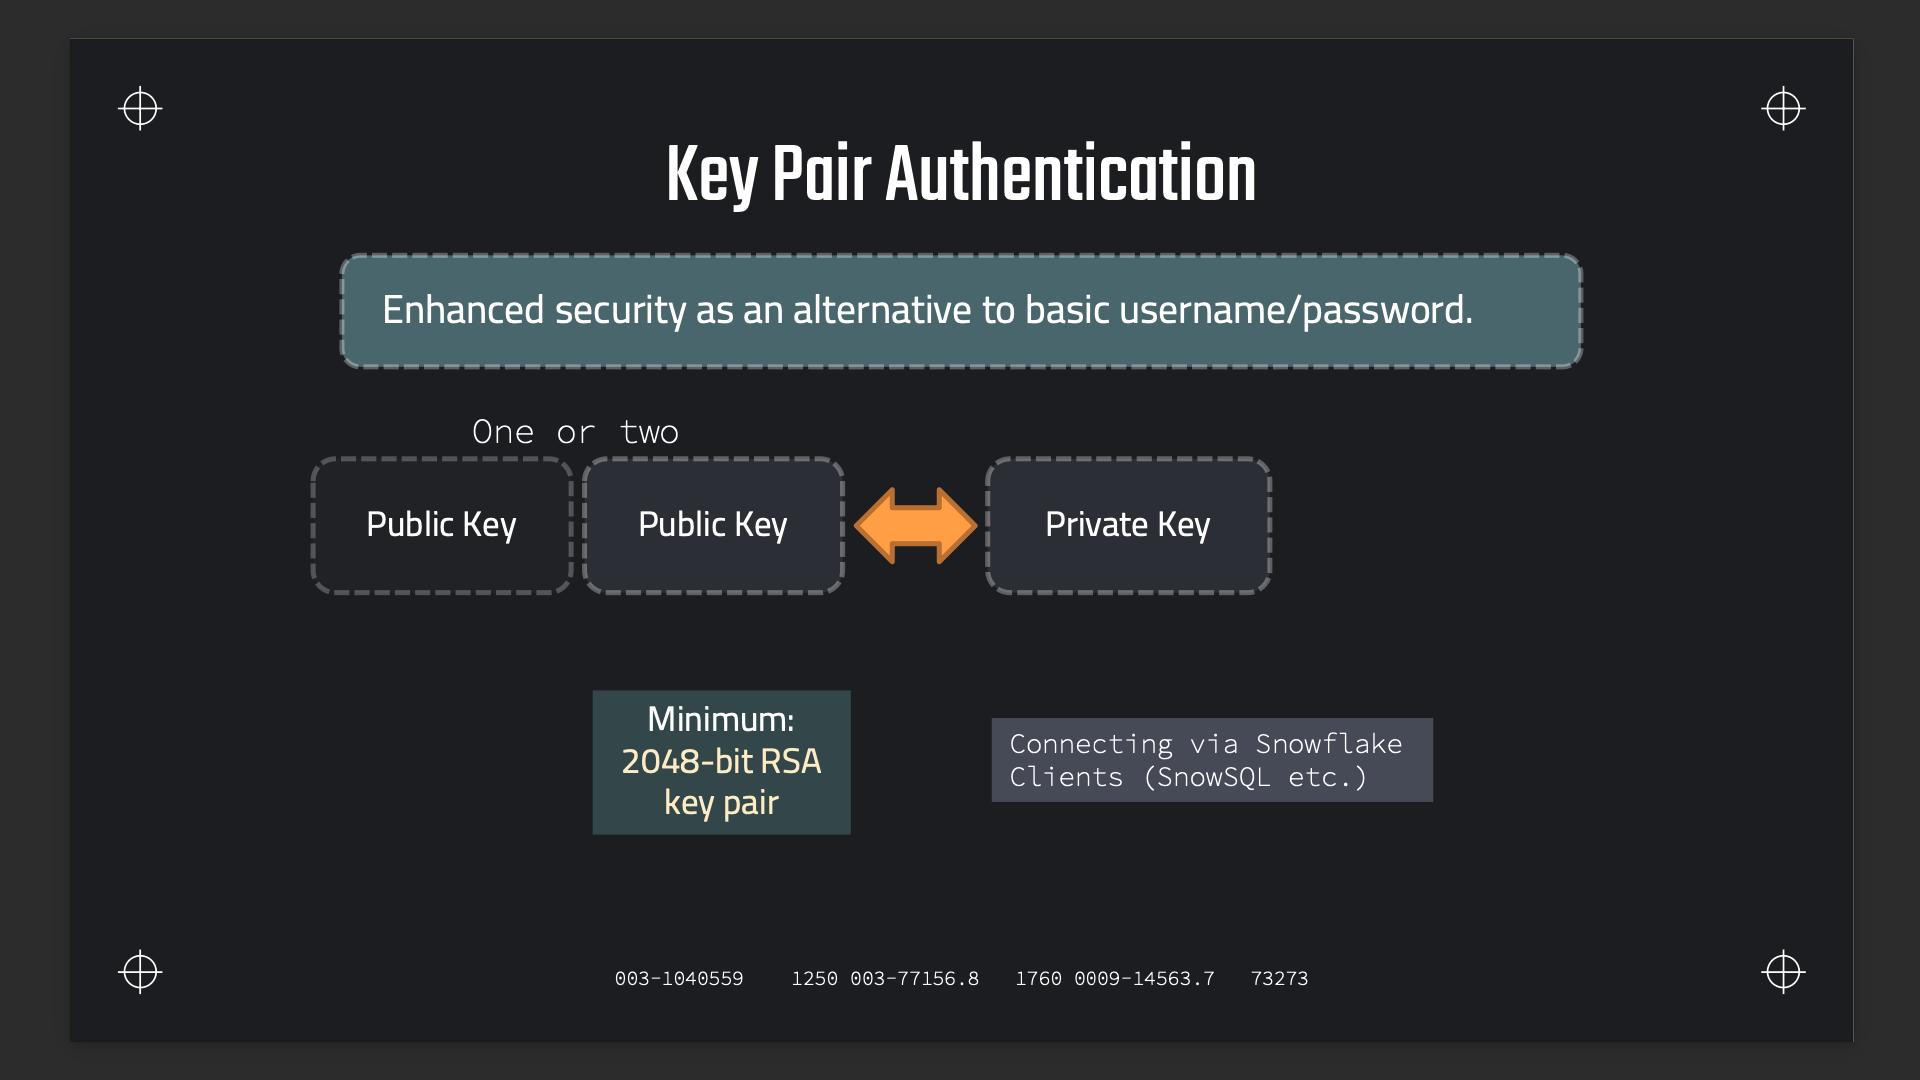 Key Pair Authentication
Enhanced security as an alternative to basic username/password.
One or two
Public Key
Public Key
Private Key
Minimum:
2048-bit RSA
key pair
Connecting via Snowflake
Clients (SnowSQL etc.)
003-1040559 1250 003-77156.8 1760 0009-14563.7 73273